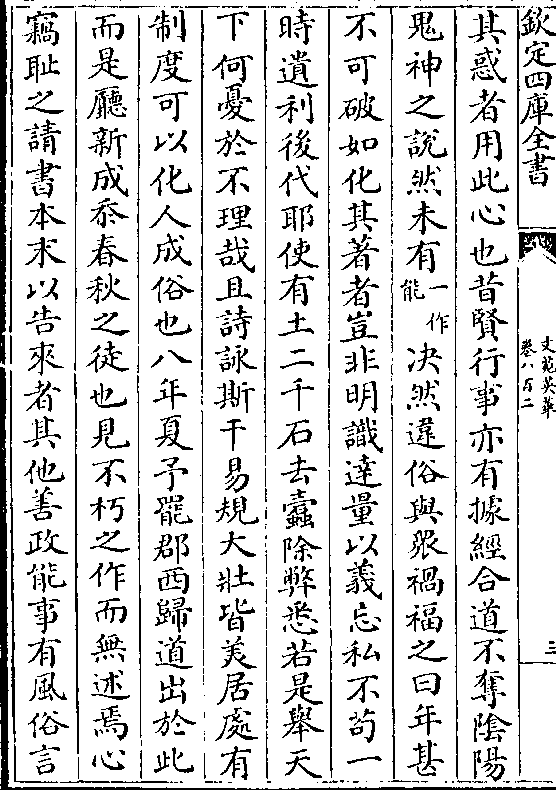 欽定四庫全書
文苑英華
卷八百二
三
其惑者用此心也昔賢行事亦有據經合道不奪陰陽
鬼神之說然未有一作能决然違俗與衆禍福之曰年甚
不可破如化其著者豈非明識達量以義忘私不苟一
時遺利後代耶使有土二千石去蠧除弊悉若是舉天
下何憂於不理哉且詩詠斯干易規大壯皆美居處有
制度可以化人成俗也八年夏予罷郡西歸道出於此
而是廳新成忝春秋之徒也見不朽之作而無述焉心
竊耻之請書本末以告來者其他善政能事有風俗言